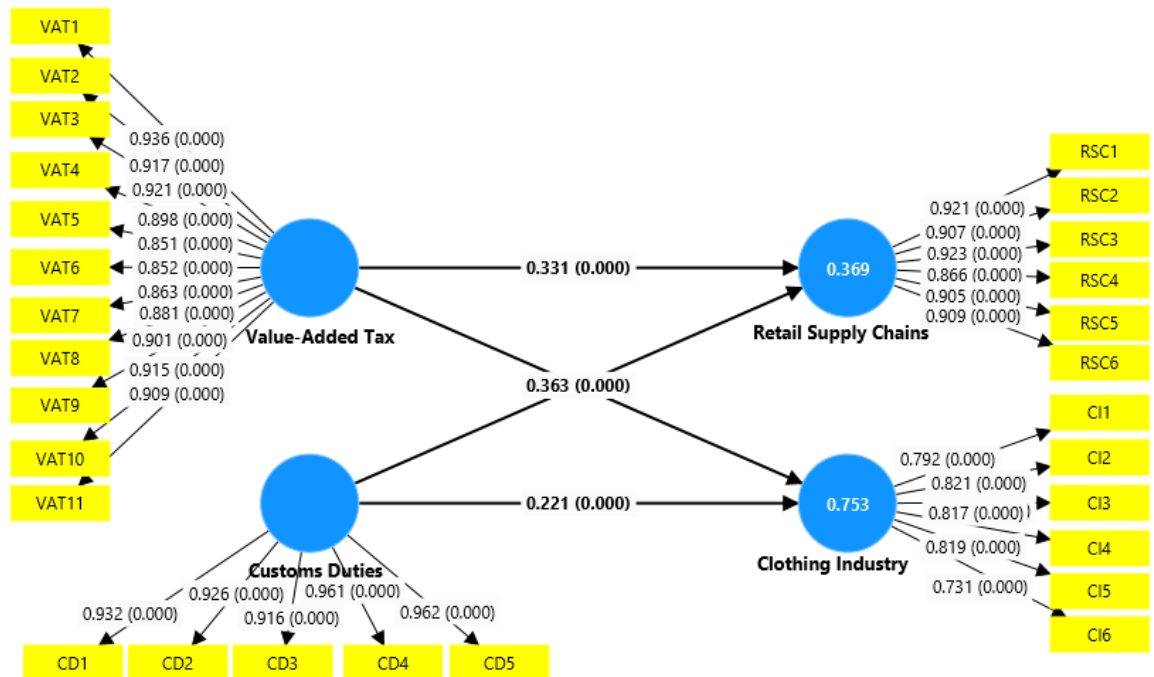 VAT1
VAT2
VAT3
VAT4
VAT5
VAT6
VAT7
VAT8
VAT9
VAT10
VAT11
0.936 (0.000)
0.917 (0.000)
0.921 (0.000)
0.898 (0.000)
0.851 (0.000)
0.852 (0.000)
0.863 (0.000)
0.881 (0.000)
0.901 (0.000)
0.915 (0.000)
0.909 (0.000)
Value-Added Tax
0.331 (0.000)
0.363 (0.000)
0.221 (0.000)
0.369
Retail Supply Chains
0.921 (0.000)
0.907 (0.000)
0.923 (0.000)
0.866 (0.000)
0.905 (0.000)
0.909 (0.000)
RSC1
RSC2
RSC3
RSC4
RSC5
RSC6
0.753
Clothing Industry
0.792 (0.000)
0.821 (0.000)
0.817 (0.000)
0.819 (0.000)
0.731 (0.000)
CI1
CI2
CI3
CI4
CI5
CI6
Customs Duties
0.932 (0.000)
0.926 (0.000)
0.916 (0.000)
0.961 (0.000)
0.962 (0.000)
CD1
CD2
CD3
CD4
CD5